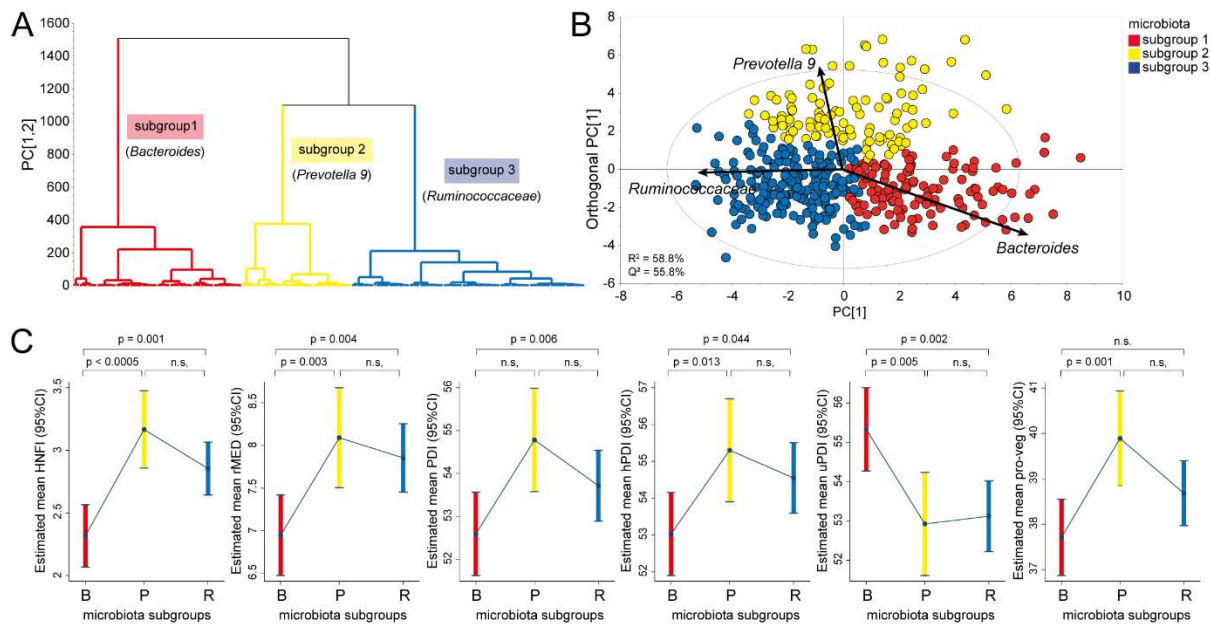 A
PC[1,2]
1600
1500
1400
1200
1000
800
600
400
200
0
subgroup1
(Bacteroides)
subgroup 2
(Prevotella 9)
subgroup 3
(Ruminococcaceae)
B
Orthogonal PC[1]
8
6
4
2
0
-2
-4
-6
-8 -6 -4 -2 0 2 4 6 8 10
PC[1]
Prevotella 9
Ruminococcaceae
Bacteroides
R² = 58.8%
Q² = 55.8%
microbiota
subgroup 1
subgroup 2
subgroup 3
C
p = 0.001
p < 0.0005 n.s,
Estimated mean HNFI (95%CI)
3.5
3
2.5
2
B P R
microbiota subgroups
p = 0.004
p = 0.003 n.s,
Estimated mean rMED (95%CI)
8.5
8
7.5
7
6.5
B P R
microbiota subgroups
p = 0.006
n.s, n.s,
Estimated mean PDI (95%CI)
56
55
54
53
52
B P R
microbiota subgroups
p = 0.044
p = 0.013 n.s,
Estimated mean hPDI (95%CI)
57
56
55
54
53
52
B P R
microbiota subgroups
p = 0.002
p = 0.005 n.s,
Estimated mean uPDI (95%CI)
56
55
54
53
52
B P R
microbiota subgroups
n.s.
p = 0.001 n.s,
Estimated mean pro-veg (95%CI)
41
40
39
38
37
B P R
microbiota subgroups